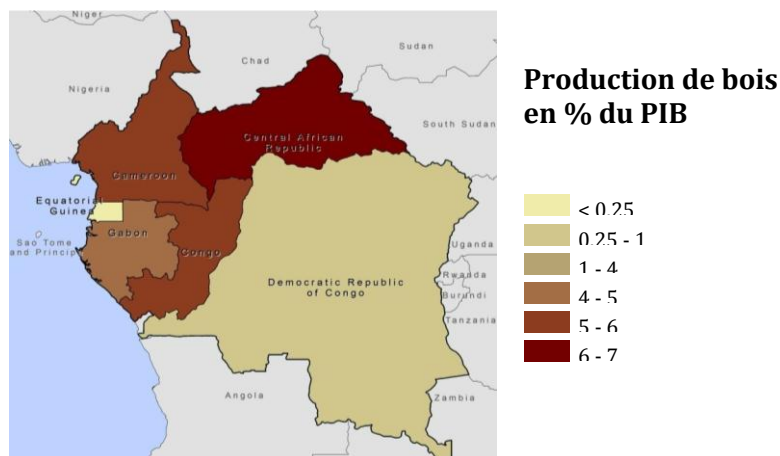 Niger
Chad
Sudan
Nigeria
South Sudan
Central African
Republic
Cameroon
Equatorial
Guinea
Sao Tome
and Principe
Gabon
Congo
Uganda
Rwanda
Burundi
Democratic Republic
of Congo
Tanzania
Angola
Zambia
Production de bois
en % du PIB
< 0.25
0.25 - 1
1 - 4
4 - 5
5 - 6
6 - 7